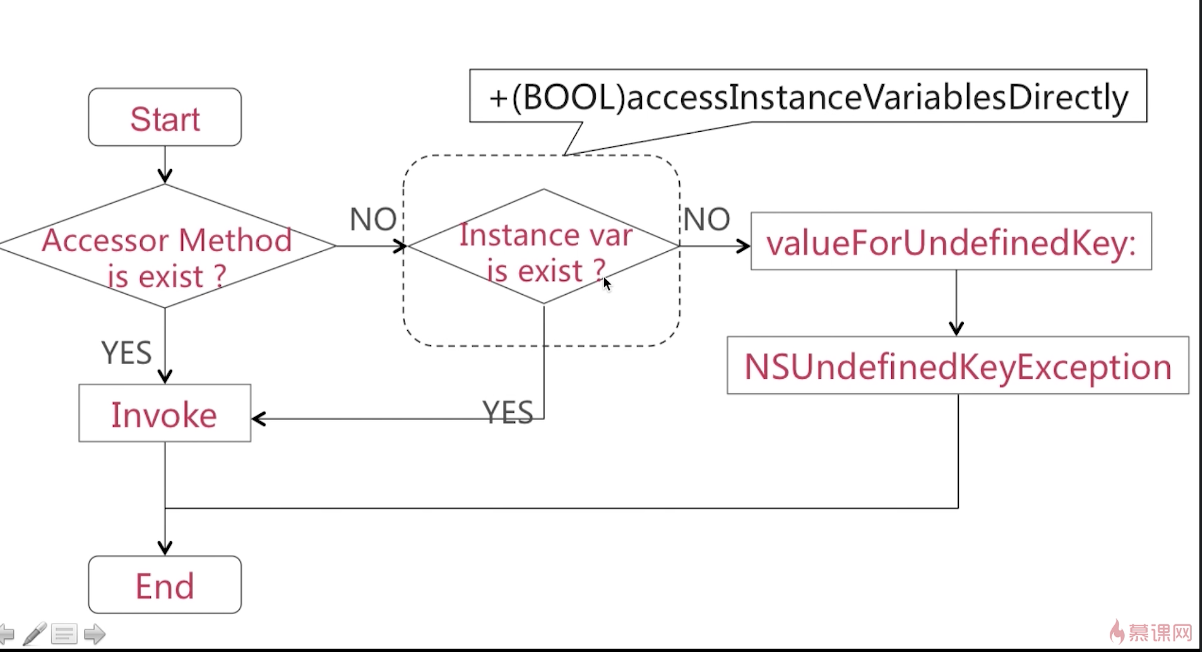 +(BOOL)accessInstanceVariablesDirectly
Start
Accessor Method
is exist ?
NO
Instance var
is exist ?
NO
valueForUndefinedKey:
YES
YES
Invoke
NSUndefinedKeyException
End
慕课网